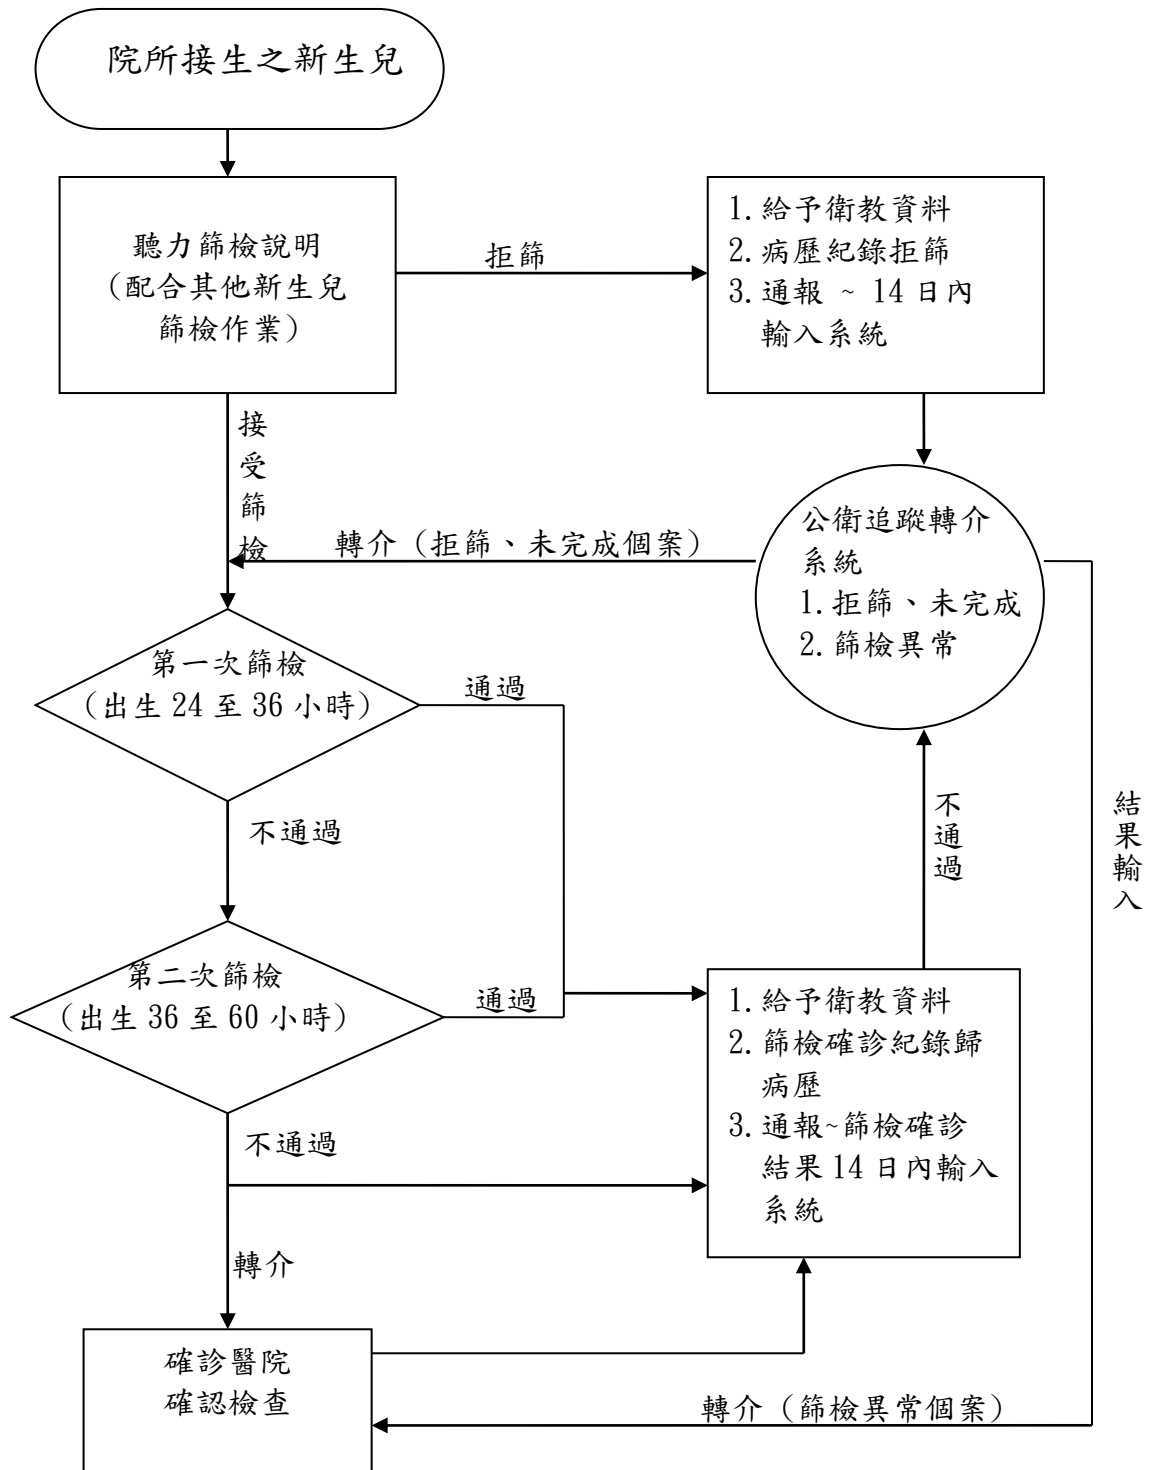 院所接生之新生兒
聽力篩檢說明
（配合其他新生兒
篩檢作業）
拒篩
1.給予衛教資料
2.病歷紀錄拒篩
3.通報 ~ 14 日內
輸入系統
接受篩檢
轉介（拒篩、未完成個案）
公衛追蹤轉介
系統
1.拒篩、未完成
2.篩檢異常
第一次篩檢
（出生 24 至 36 小時）
通過
不通過
不通過
結果輸入
第二次篩檢
（出生 36 至 60 小時）
通過
1.給予衛教資料
2.篩檢確診紀錄歸
病歷
3.通報~篩檢確診
結果 14 日內輸入
系統
不通過
轉介
確診醫院
確認檢查
轉介（篩檢異常個案）